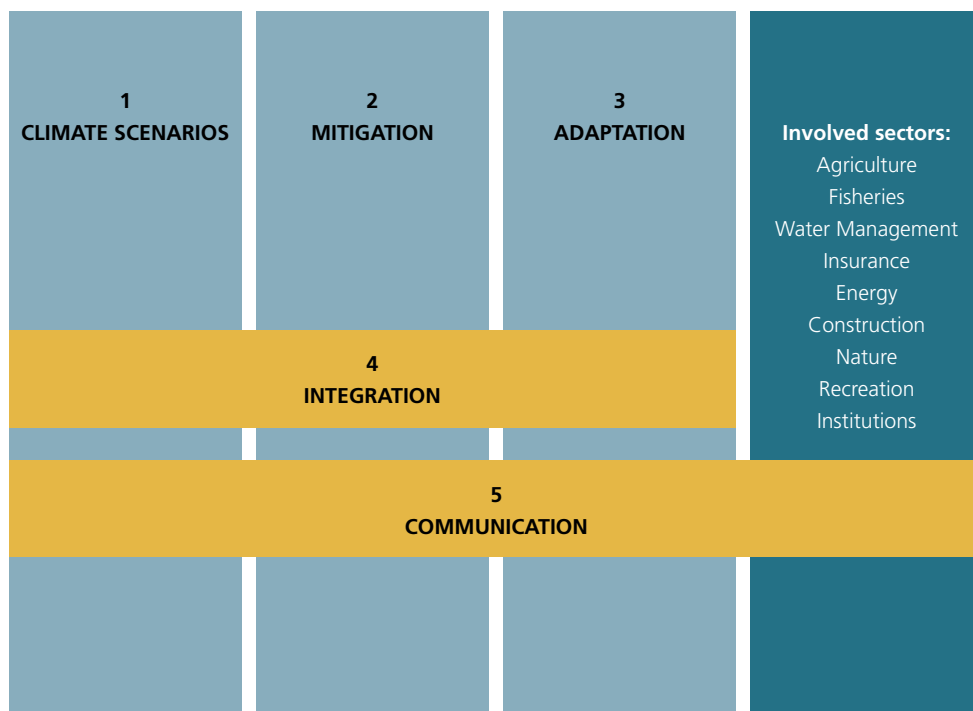 1
CLIMATE SCENARIOS
2
MITIGATION
3
ADAPTATION
Involved sectors:
Agriculture
Fisheries
Water Management
Insurance
Energy
Construction
Nature
Recreation
Institutions
4
INTEGRATION
5
COMMUNICATION